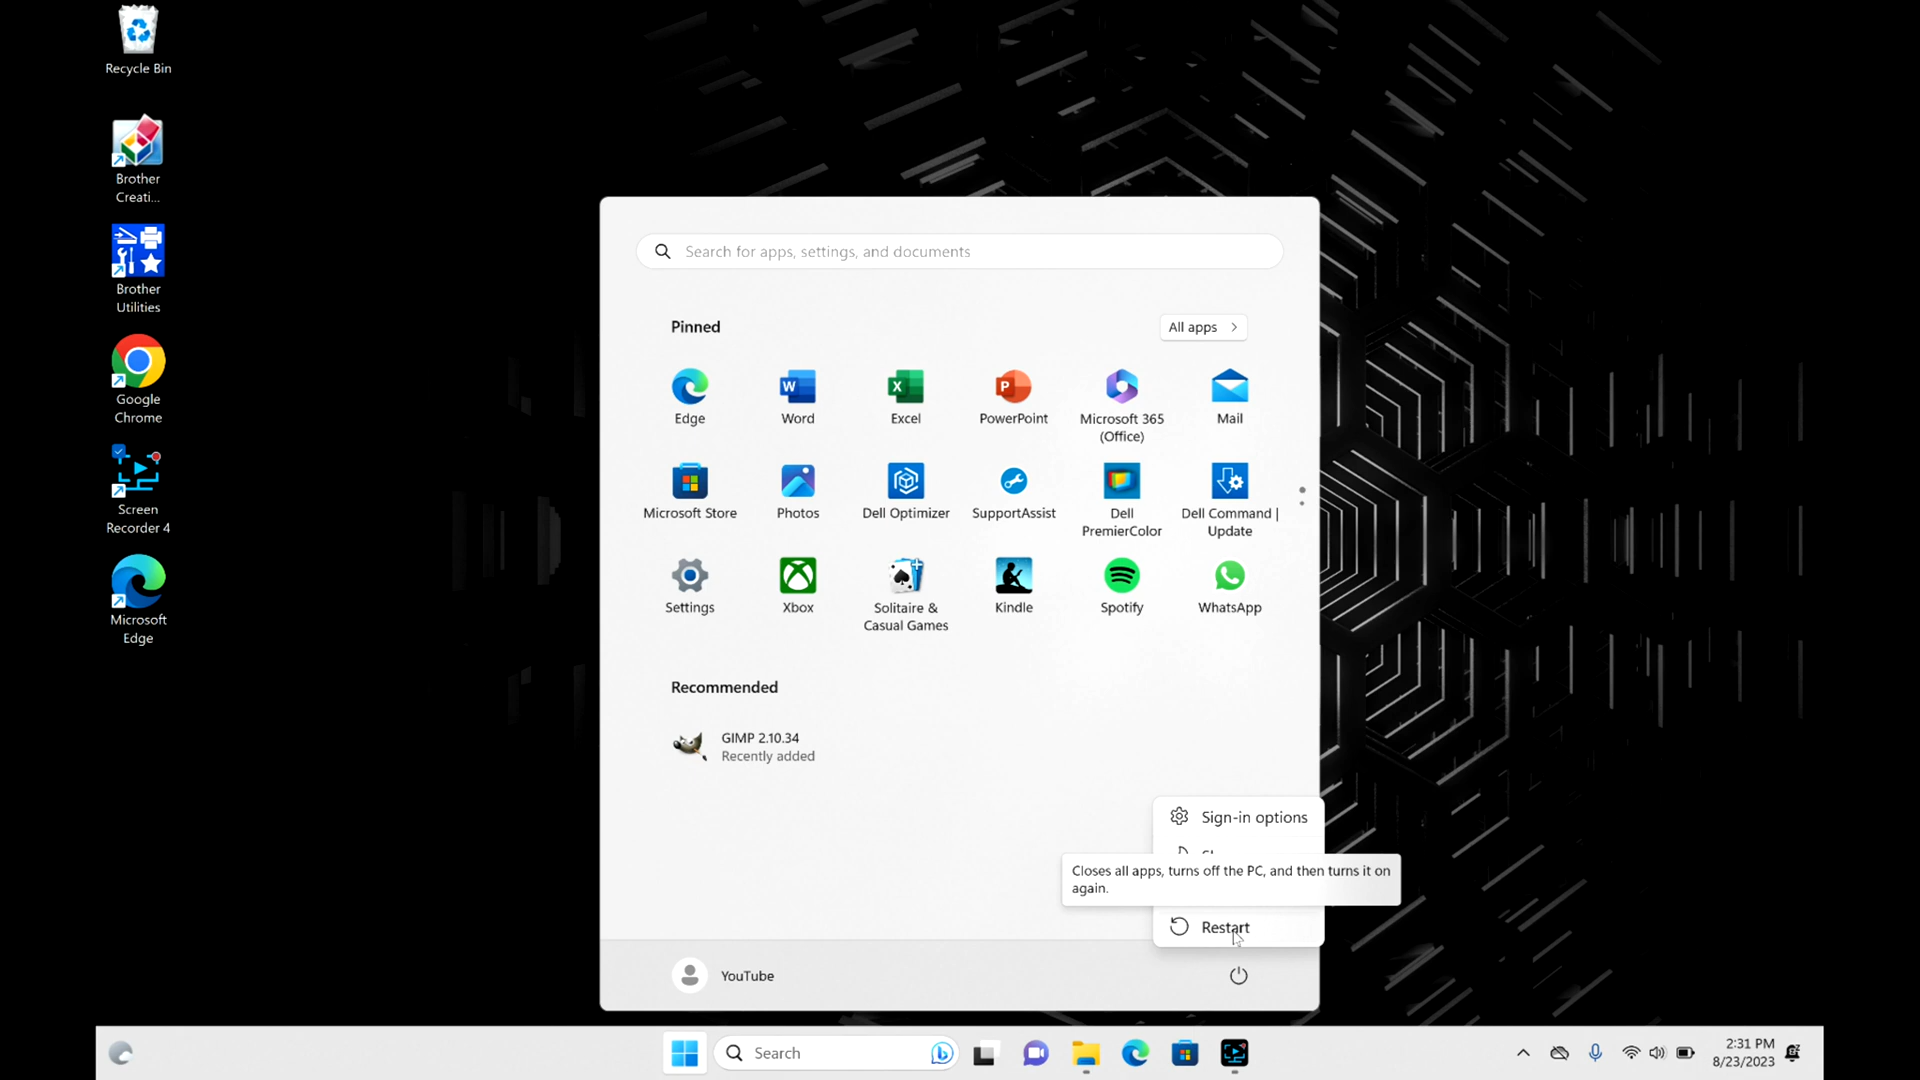 Recycle Bin
Brother
Creati...
Brother
Utilities
Google
Chrome
Screen
Recorder 4
Microsoft
Edge
Search for apps, settings, and documents
Pinned
All apps
Edge
Word
Excel
PowerPoint
Microsoft 365
(Office)
Mail
Microsoft Store
Photos
Dell Optimizer
SupportAssist
Dell
PremierColor
Dell Command |
Update
Settings
Xbox
Solitaire &
Casual Games
Kindle
Spotify
WhatsApp
Recommended
GIMP 2.10.34
Recently added
Sign-in options
Closes all apps, turns off the PC, and then turns it on
again.
Restart
YouTube
Search
2:31 PM
8/23/2023